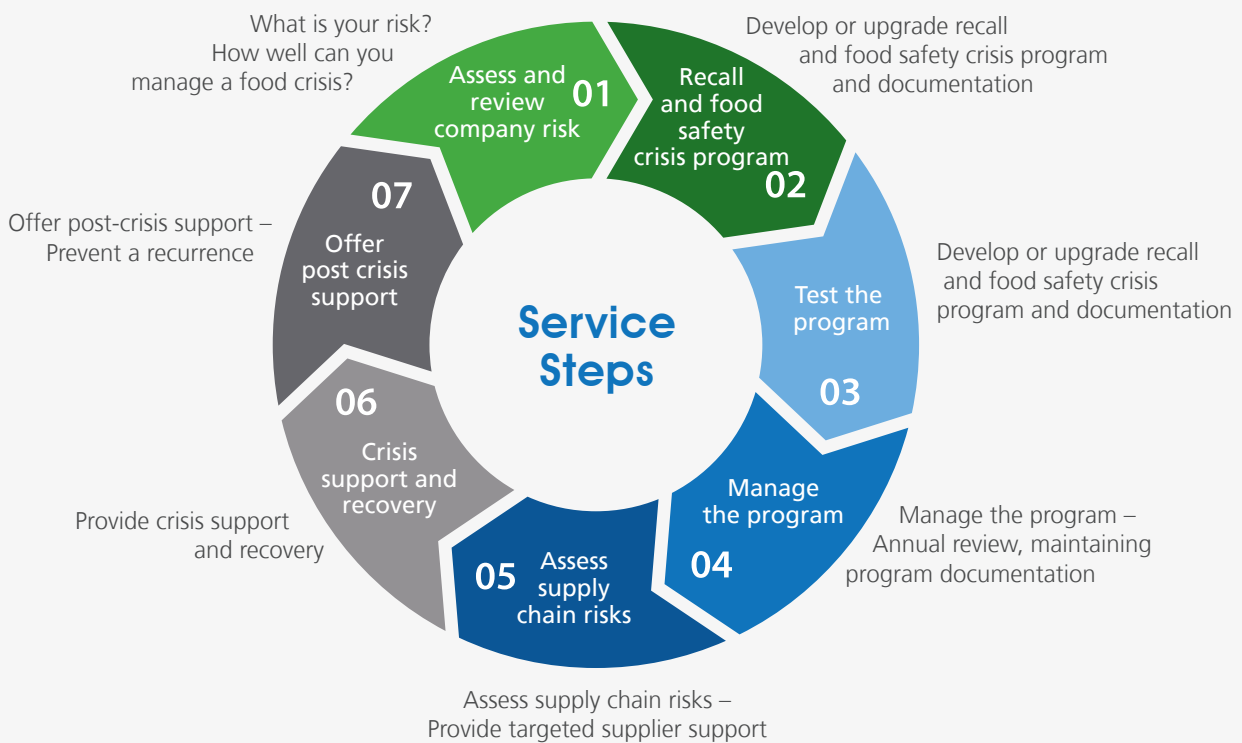 What is your risk?
How well can you
manage a food crisis?
Assess and
review
company risk
01
Develop or upgrade recall
and food safety crisis program
and documentation
Recall
and food
safety
crisis program
02
Develop or upgrade recall
and food safety crisis
program and documentation
Test the
program
03
Manage the program –
Annual review, maintaining
program documentation
Manage
the program
04
Assess supply chain risks –
Provide targeted supplier support
05
Assess
supply
chain risks
Provide crisis support
and recovery
06
Crisis
support and
recovery
Offer post-crisis support –
Prevent a recurrence
07
Offer
post crisis
support
Service
Steps